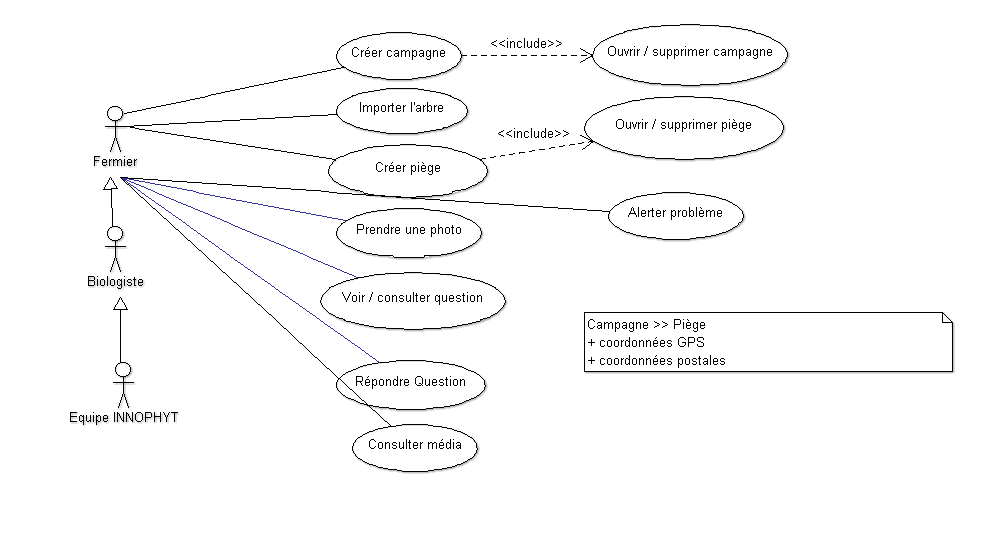 Créer campagne
<<include>>
Ouvrir / supprimer campagne
Importer l'arbre
<<include>>
Ouvrir / supprimer piège
Fermier
Créer piège
Alerter problème
Prendre une photo
Biologiste
Voir / consulter question
Campagne >> Piège
+ coordonnées GPS
+ coordonnées postales
Répondre Question
Equipe INNOPHYT
Consulter média